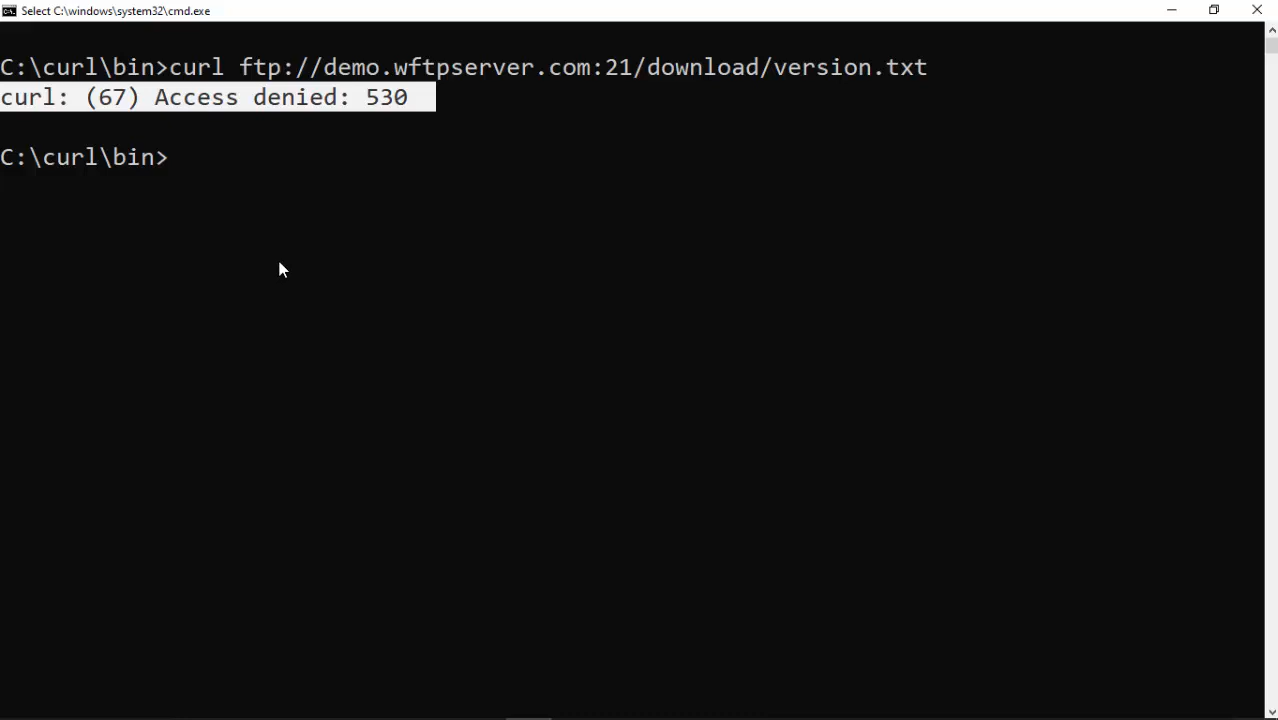 Select C:\windows\system32\cmd.exe
C:\curl\bin>curl ftp://demo.wftpserver.com:21/download/version.txt
curl: (67) Access denied: 530
C:\curl\bin>